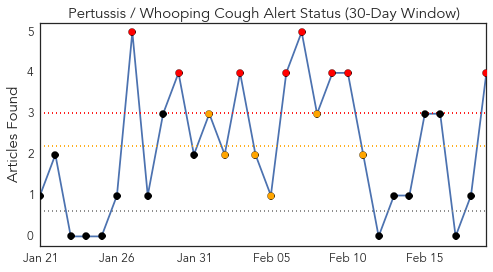 Pertussis / Whooping Cough Alert Status (30-Day Window)
Articles Found
5
4
3
2
1
0
Jan 21 Jan 26 Jan 31 Feb 05 Feb 10 Feb 15